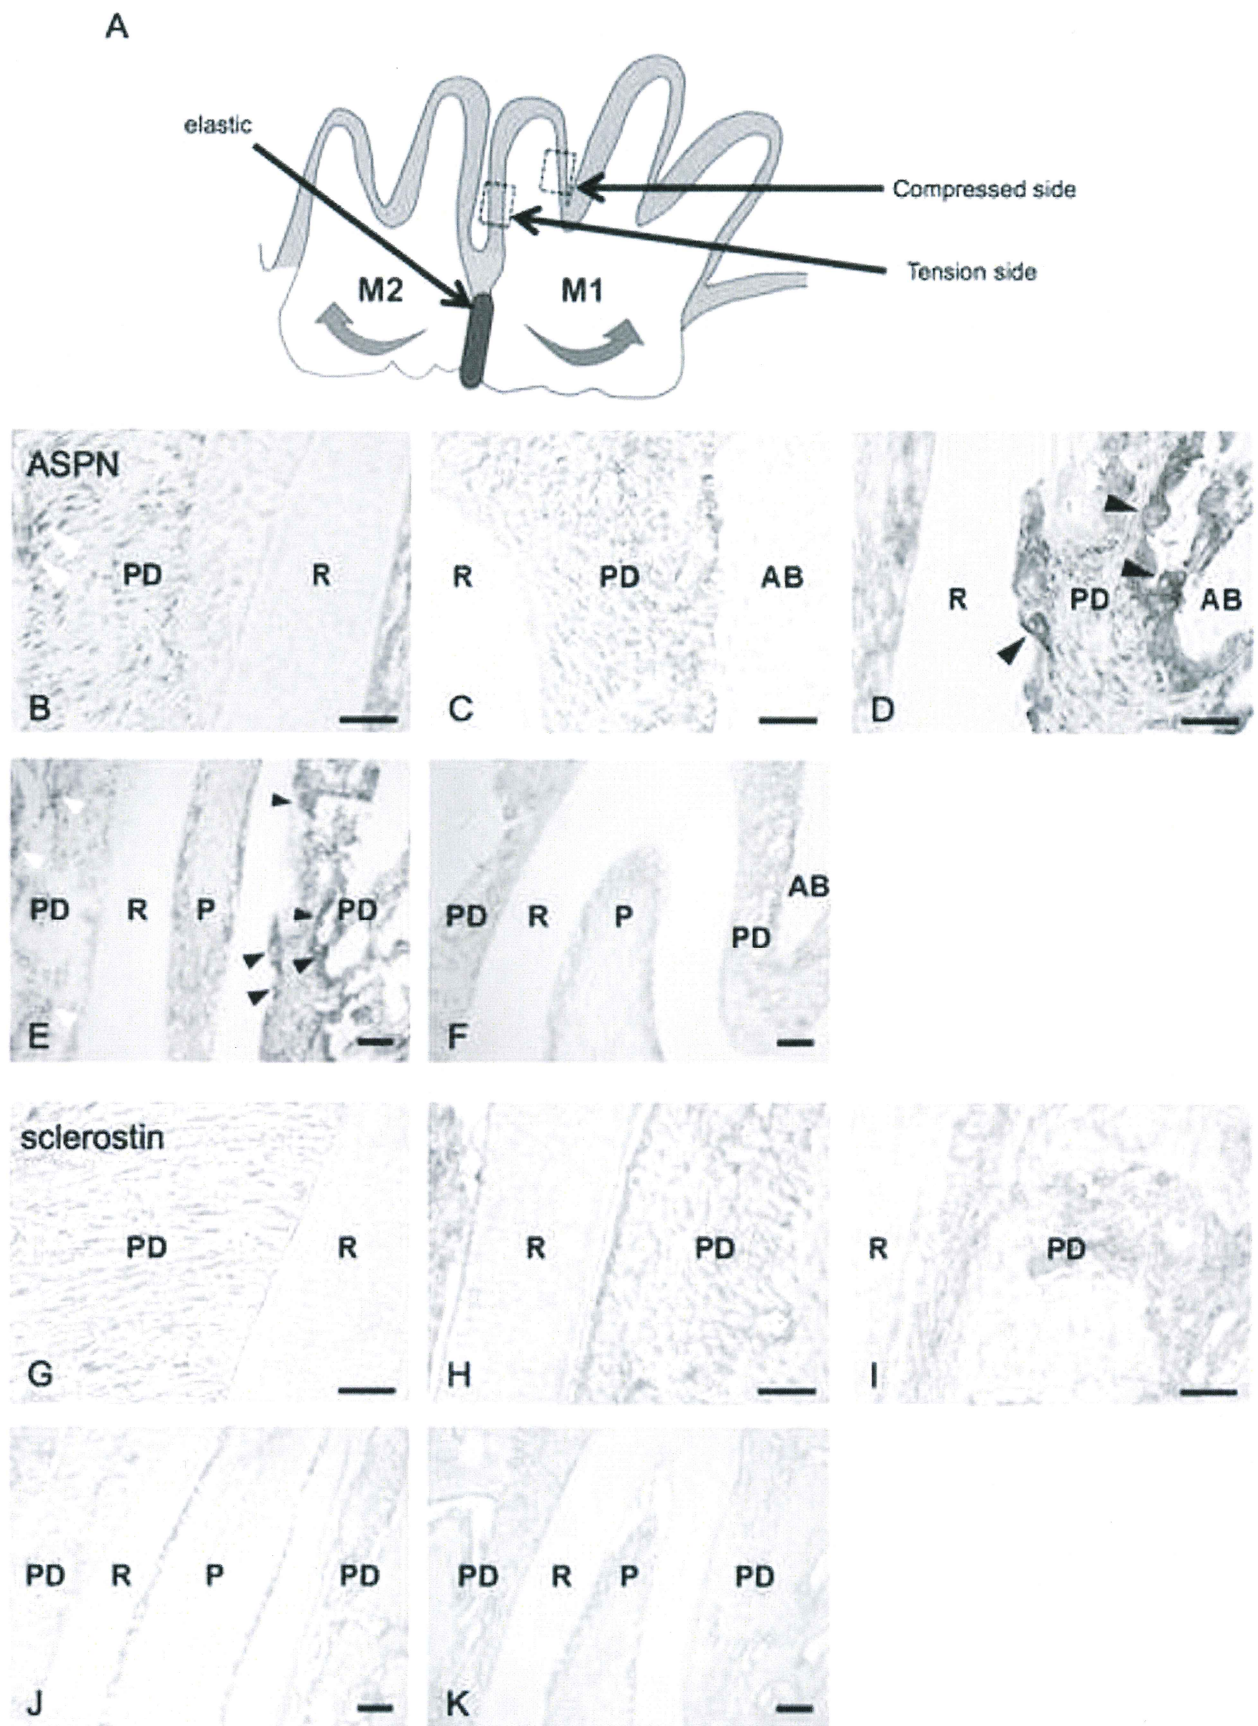 A
elastic
Compressed side
Tension side
M2
M1
ASPN
PD
R
B
R
PD
AB
C
R
PD
AB
D
PD
R
P
PD
E
PD
R
P
PD
AB
F
sclerostin
PD
R
G
R
PD
H
R
PD
I
PD
R
P
PD
J
PD
R
P
PD
K